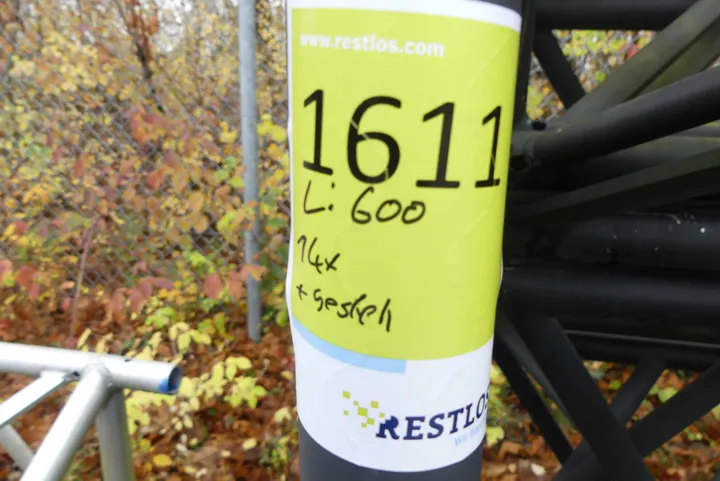 www.restlos.com
1611
L: 600
14x
+ gestell
RESTLOS